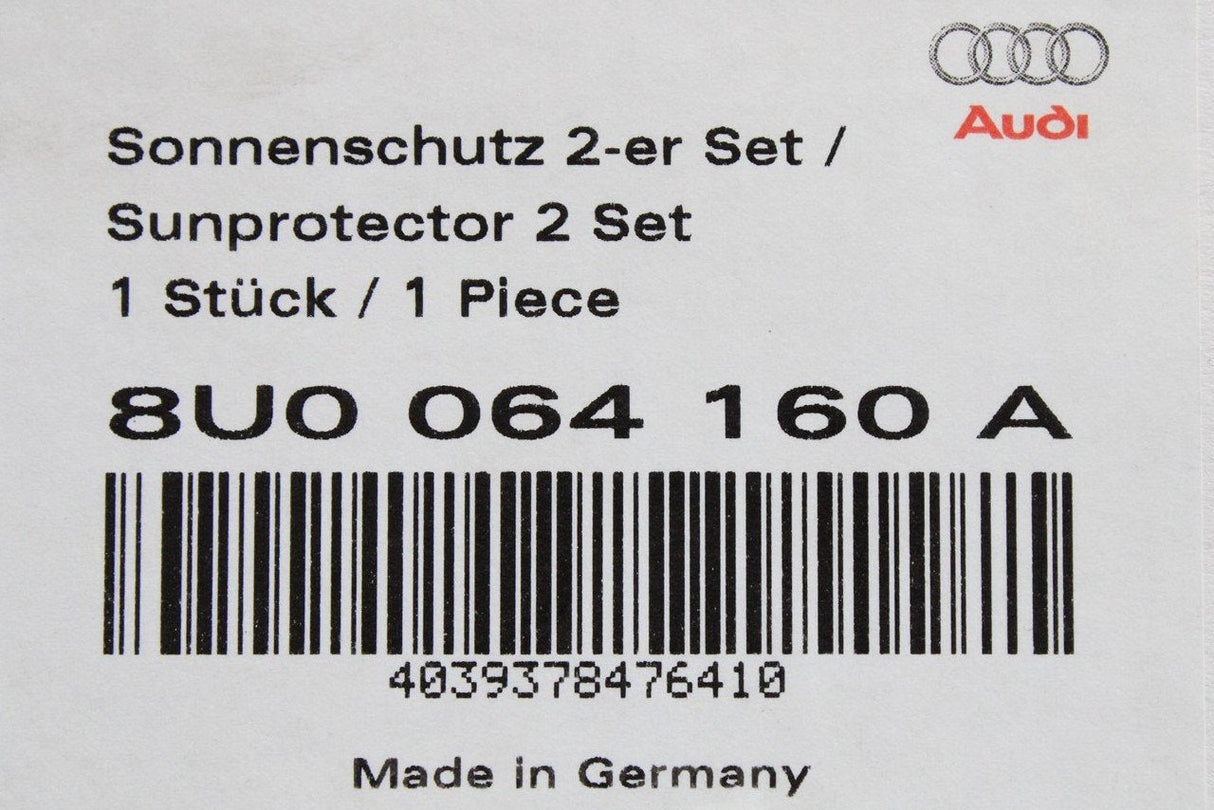 Audi
Sonnenschutz 2-er Set /
Sunprotector 2 Set
1 Stück / 1 Piece
8U0 064 160 A
4039378476410
Made in Germany